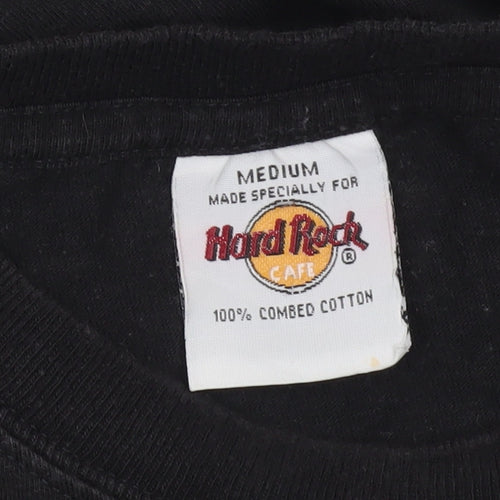 MEDIUM
MADE SPECIALLY FOR
Hard Rock
CAFE ®
100% COMBED COTTON